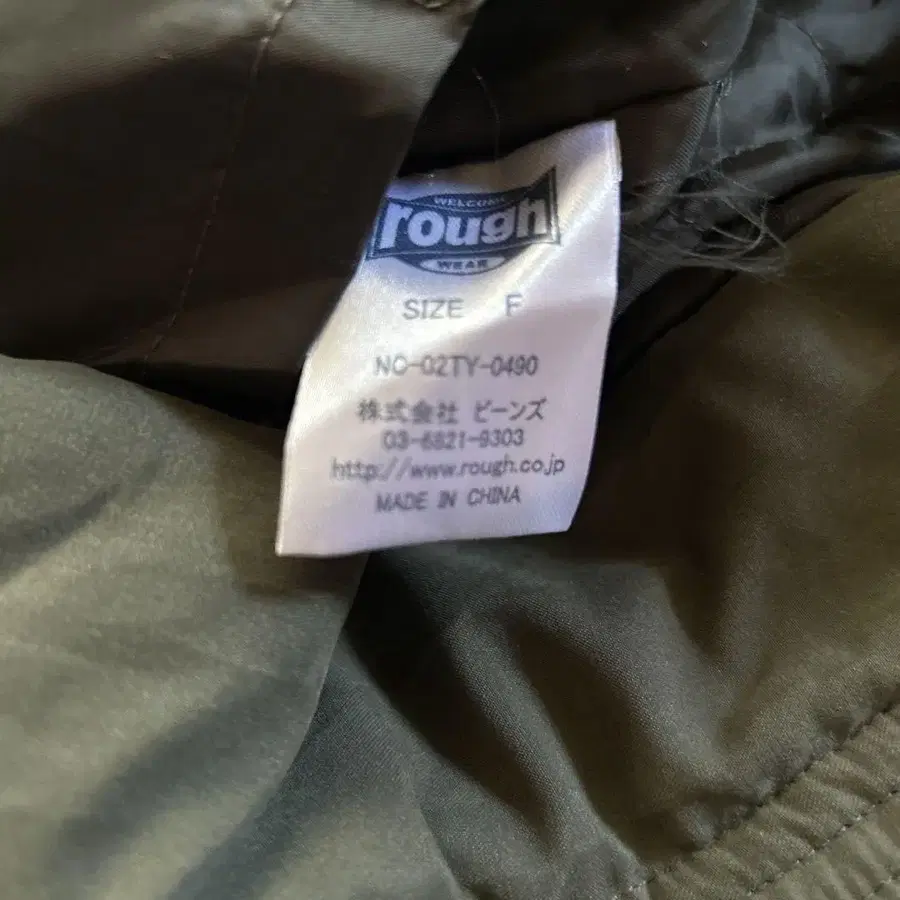 WELCOME
rough
WEAR
SIZE F
NO-02TY-0490
株式会社 ビーンズ
03-6821-9303
http://www.rough.co.jp
MADE IN CHINA